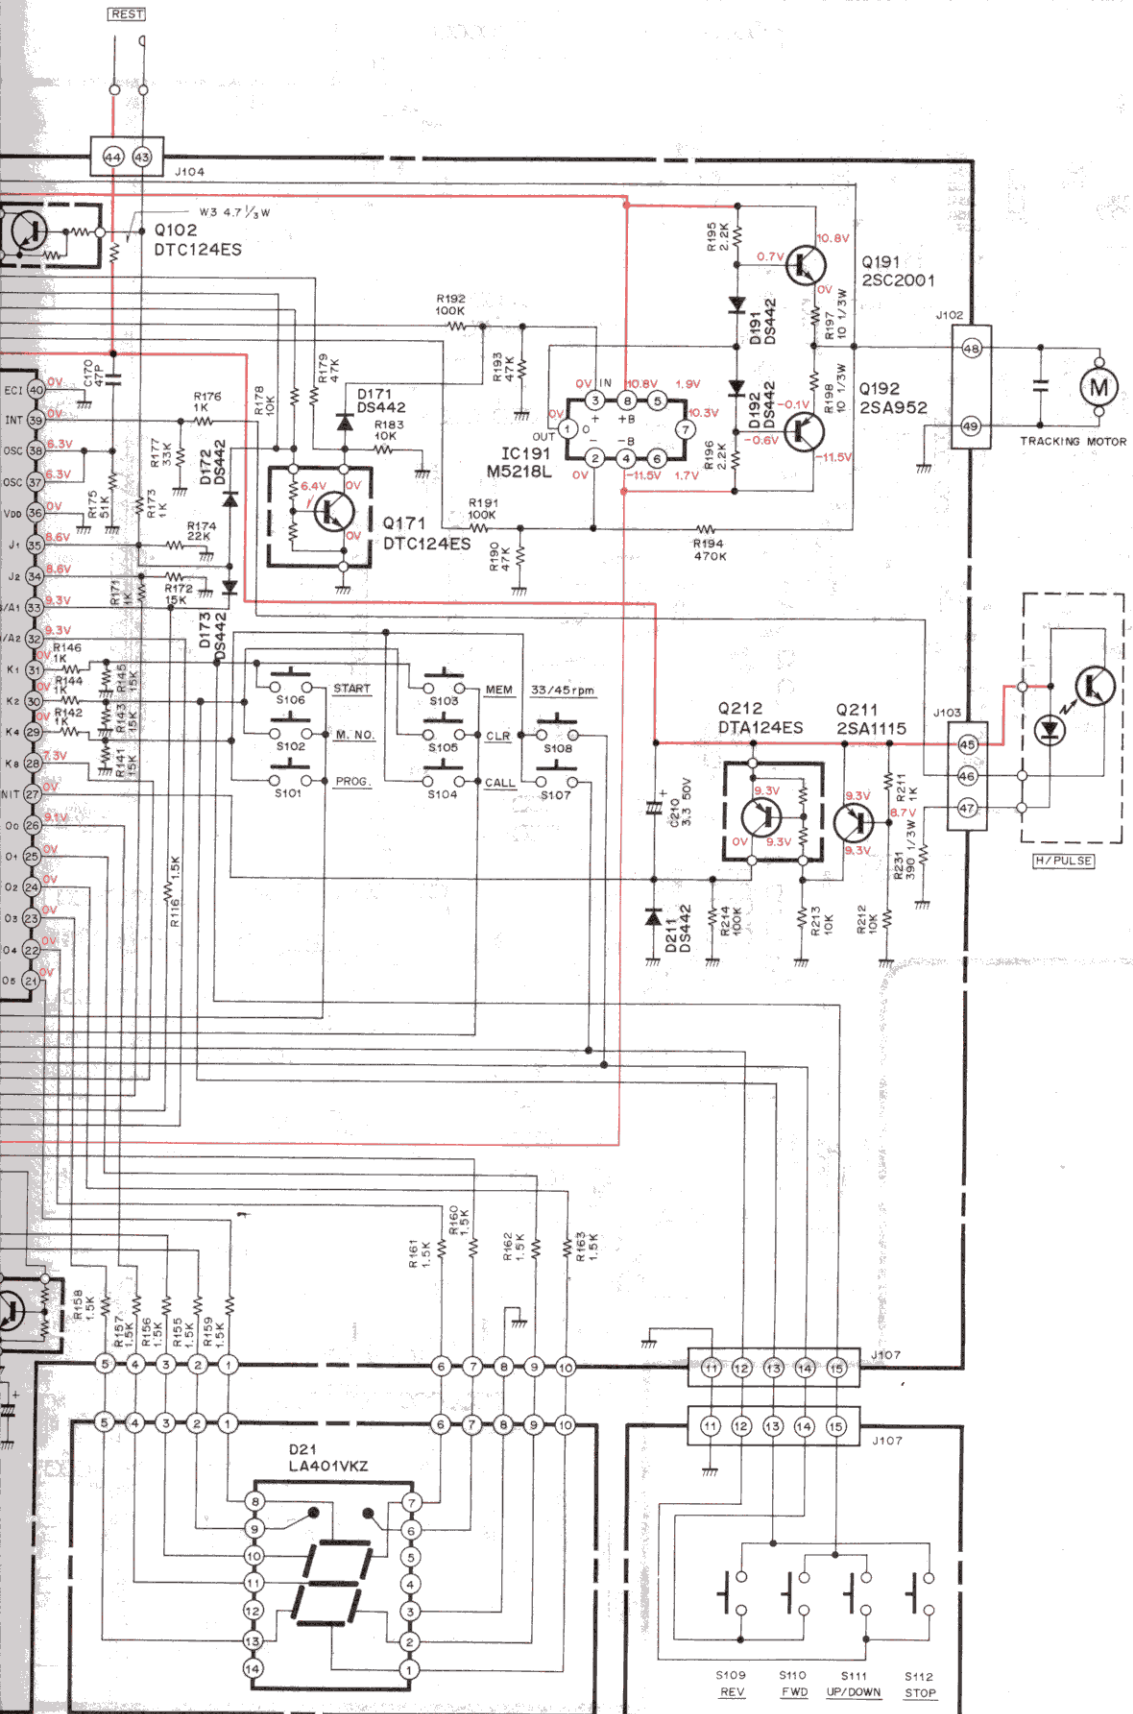 REST
44 43
J104
W3 4.7 1/3W
Q102
DTC124ES
R195
2.2K
10.8V
0.7V
Q191
2SC2001
0V
R197
10 1/3W
D191
DS442
R192
100K
R193
47K
J102
48
49
M
TRACKING MOTOR
R198
10 1/3W
Q192
2SA952
-0.1V
-0.6V
-11.5V
D192
DS442
R196
2.2K
0V IN 10.8V 1.9V
3 8 5
+ +B
0V
1 O
10.3V
7
OUT - -B
2 4 6
IC191
M5218L
0V -11.5V 1.7V
R194
470K
R191
100K
R190
47K
C170
47P
R176
1K
R178
10K
R179
47K
D171
DS442
R183
10K
R177
33K
D172
DS442
6.4V
0V
0V
Q171
DTC124ES
R175
51K
R173
1K
R174
22K
R171
1K
R172
15K
D173
DS442
ECI 40 0V
INT 39 0V
OSC 38 6.3V
OSC 37 6.3V
VDD 36 0V
J1 35 8.6V
J2 34 8.6V
/A1 33 9.3V
/A2 32 9.3V
K1 31 0V
K2 30 0V
K4 29 0V
K8 28 7.3V
NIT 27 0V
O0 26 9.1V
O1 25 0V
O2 24 0V
O3 23 0V
O4 22 0V
O5 21 0V
R146
1K
R144
1K
R142
1K
R145
15K
R143
15K
R141
15K
R116 1.5K
S106
START
S103
MEM
33/45rpm
S102
M. NO.
S105
CLR
S108
S101
PROG.
S104
CALL
S107
Q212
DTA124ES
Q211
2SA1115
J103
45
46
47
R211
1K
9.3V
0V
9.3V
9.3V
8.7V
9.3V
+
C210
3.3 50V
R231
390 1/3W
H/PULSE
D211
DS442
R214
100K
R213
10K
R212
10K
R158
1.5K
R157
1.5K
R156
1.5K
R155
1.5K
R159
1.5K
R161
1.5K
R160
1.5K
R162
1.5K
R163
1.5K
5 4 3 2 1 6 7 8 9 10
11 12 13 14 15
J107
5 4 3 2 1 6 7 8 9 10
11 12 13 14 15
J107
+
D21
LA401VKZ
8 7
9 6
10 5
11 4
12 3
13 2
14 1
S109
REV
S110
FWD
S111
UP/DOWN
S112
STOP